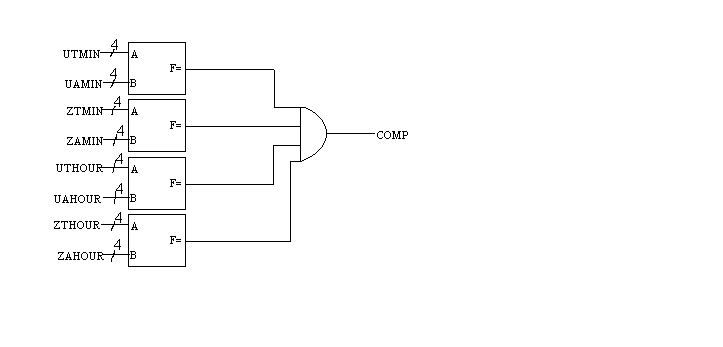 UTMIN 4 A
F=
UAMIN 4 B
ZTMIN 4 A
F=
ZAMIN 4 B
COMP
UTHOUR 4 A
F=
UAHOUR 4 B
ZTHOUR 4 A
F=
ZAHOUR 4 B